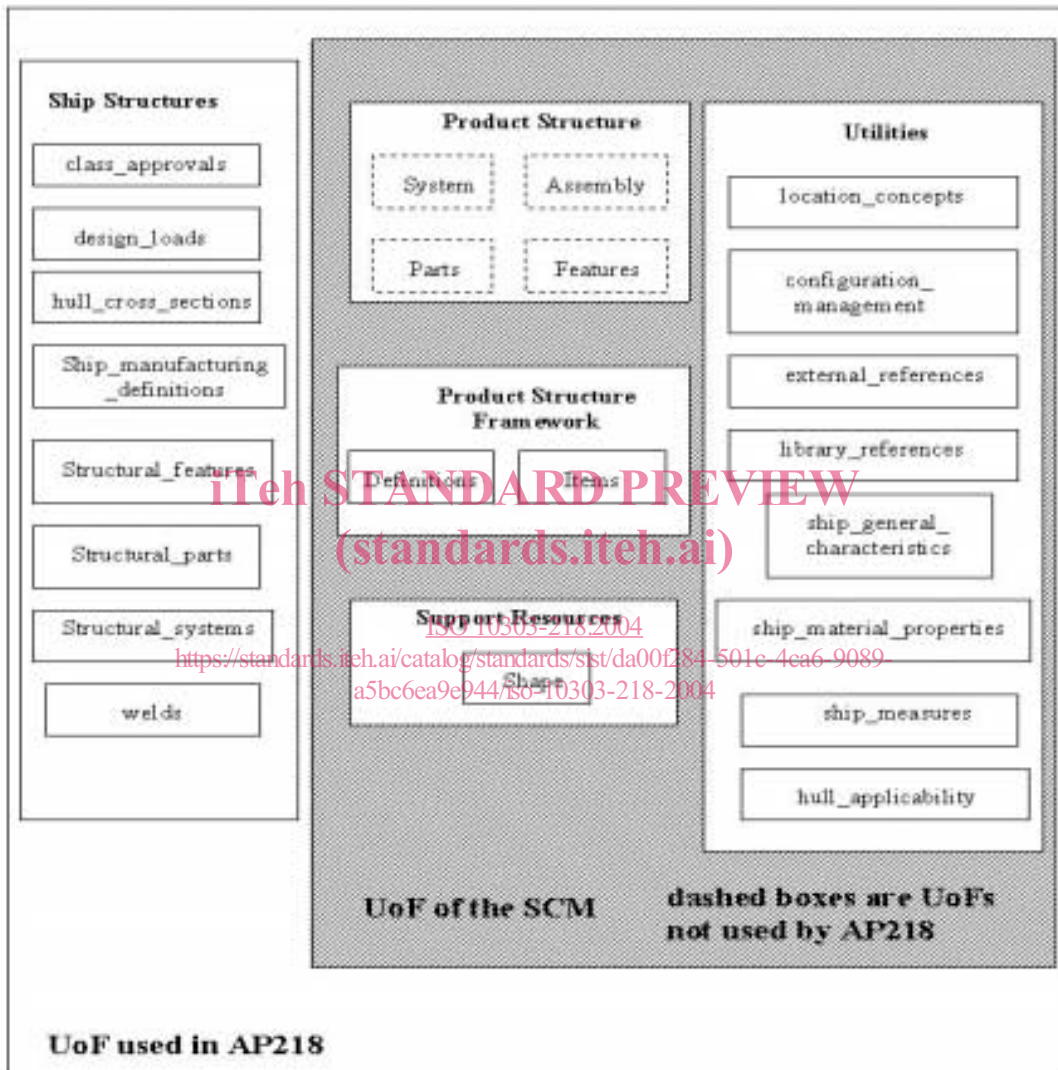 Ship Structures
class_approvals
design_loads
hull_cross_sections
Ship_manufacturing
_definitions
Structural_features
Structural_parts
Structural_systems
welds
Product Structure
System
Assembly
Parts
Features
Product Structure
Framework
Definitions
Items
Support Resources
Shape
Utilities
location_concepts
configuration_
management
external_references
library_references
ship_general_
characteristics
ship_material_properties
ship_measures
hull_applicability
iTeh STANDARD PREVIEW
(standards.iteh.ai)
ISO 10303-218:2004
https://standards.iteh.ai/catalog/standards/sist/da00f284-501c-4ca6-9089-
a5bc6ea9e944/iso-10303-218-2004
UoF of the SCM
dashed boxes are UoFs
not used by AP218
UoF used in AP218